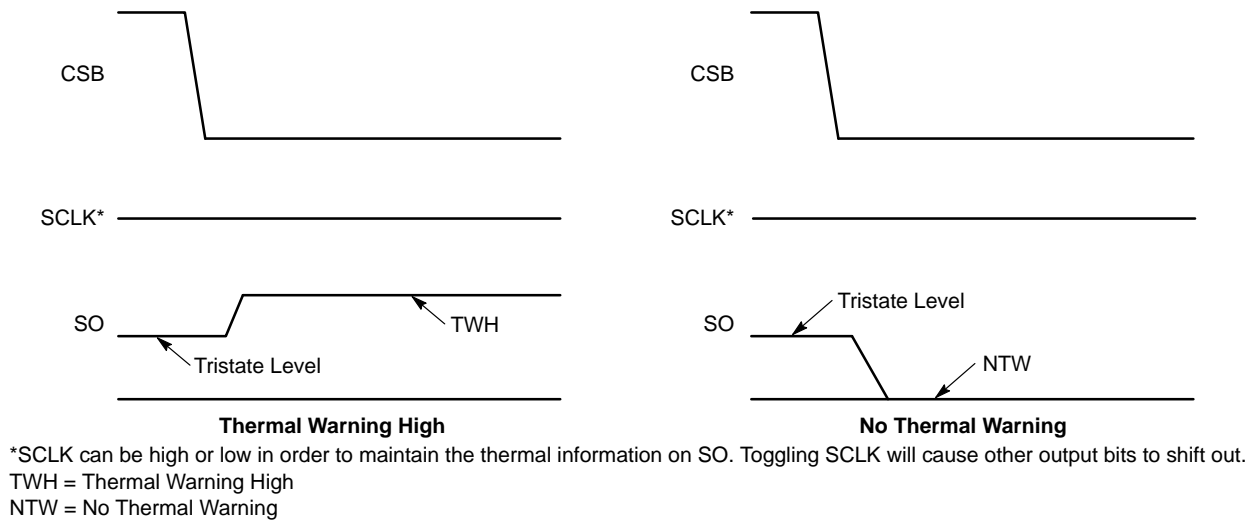 CSB
SCLK*
SO
TWH
Tristate Level
Thermal Warning High
CSB
SCLK*
SO
Tristate Level
NTW
No Thermal Warning
*SCLK can be high or low in order to maintain the thermal information on SO. Toggling SCLK will cause other output bits to shift out.
TWH = Thermal Warning High
NTW = No Thermal Warning